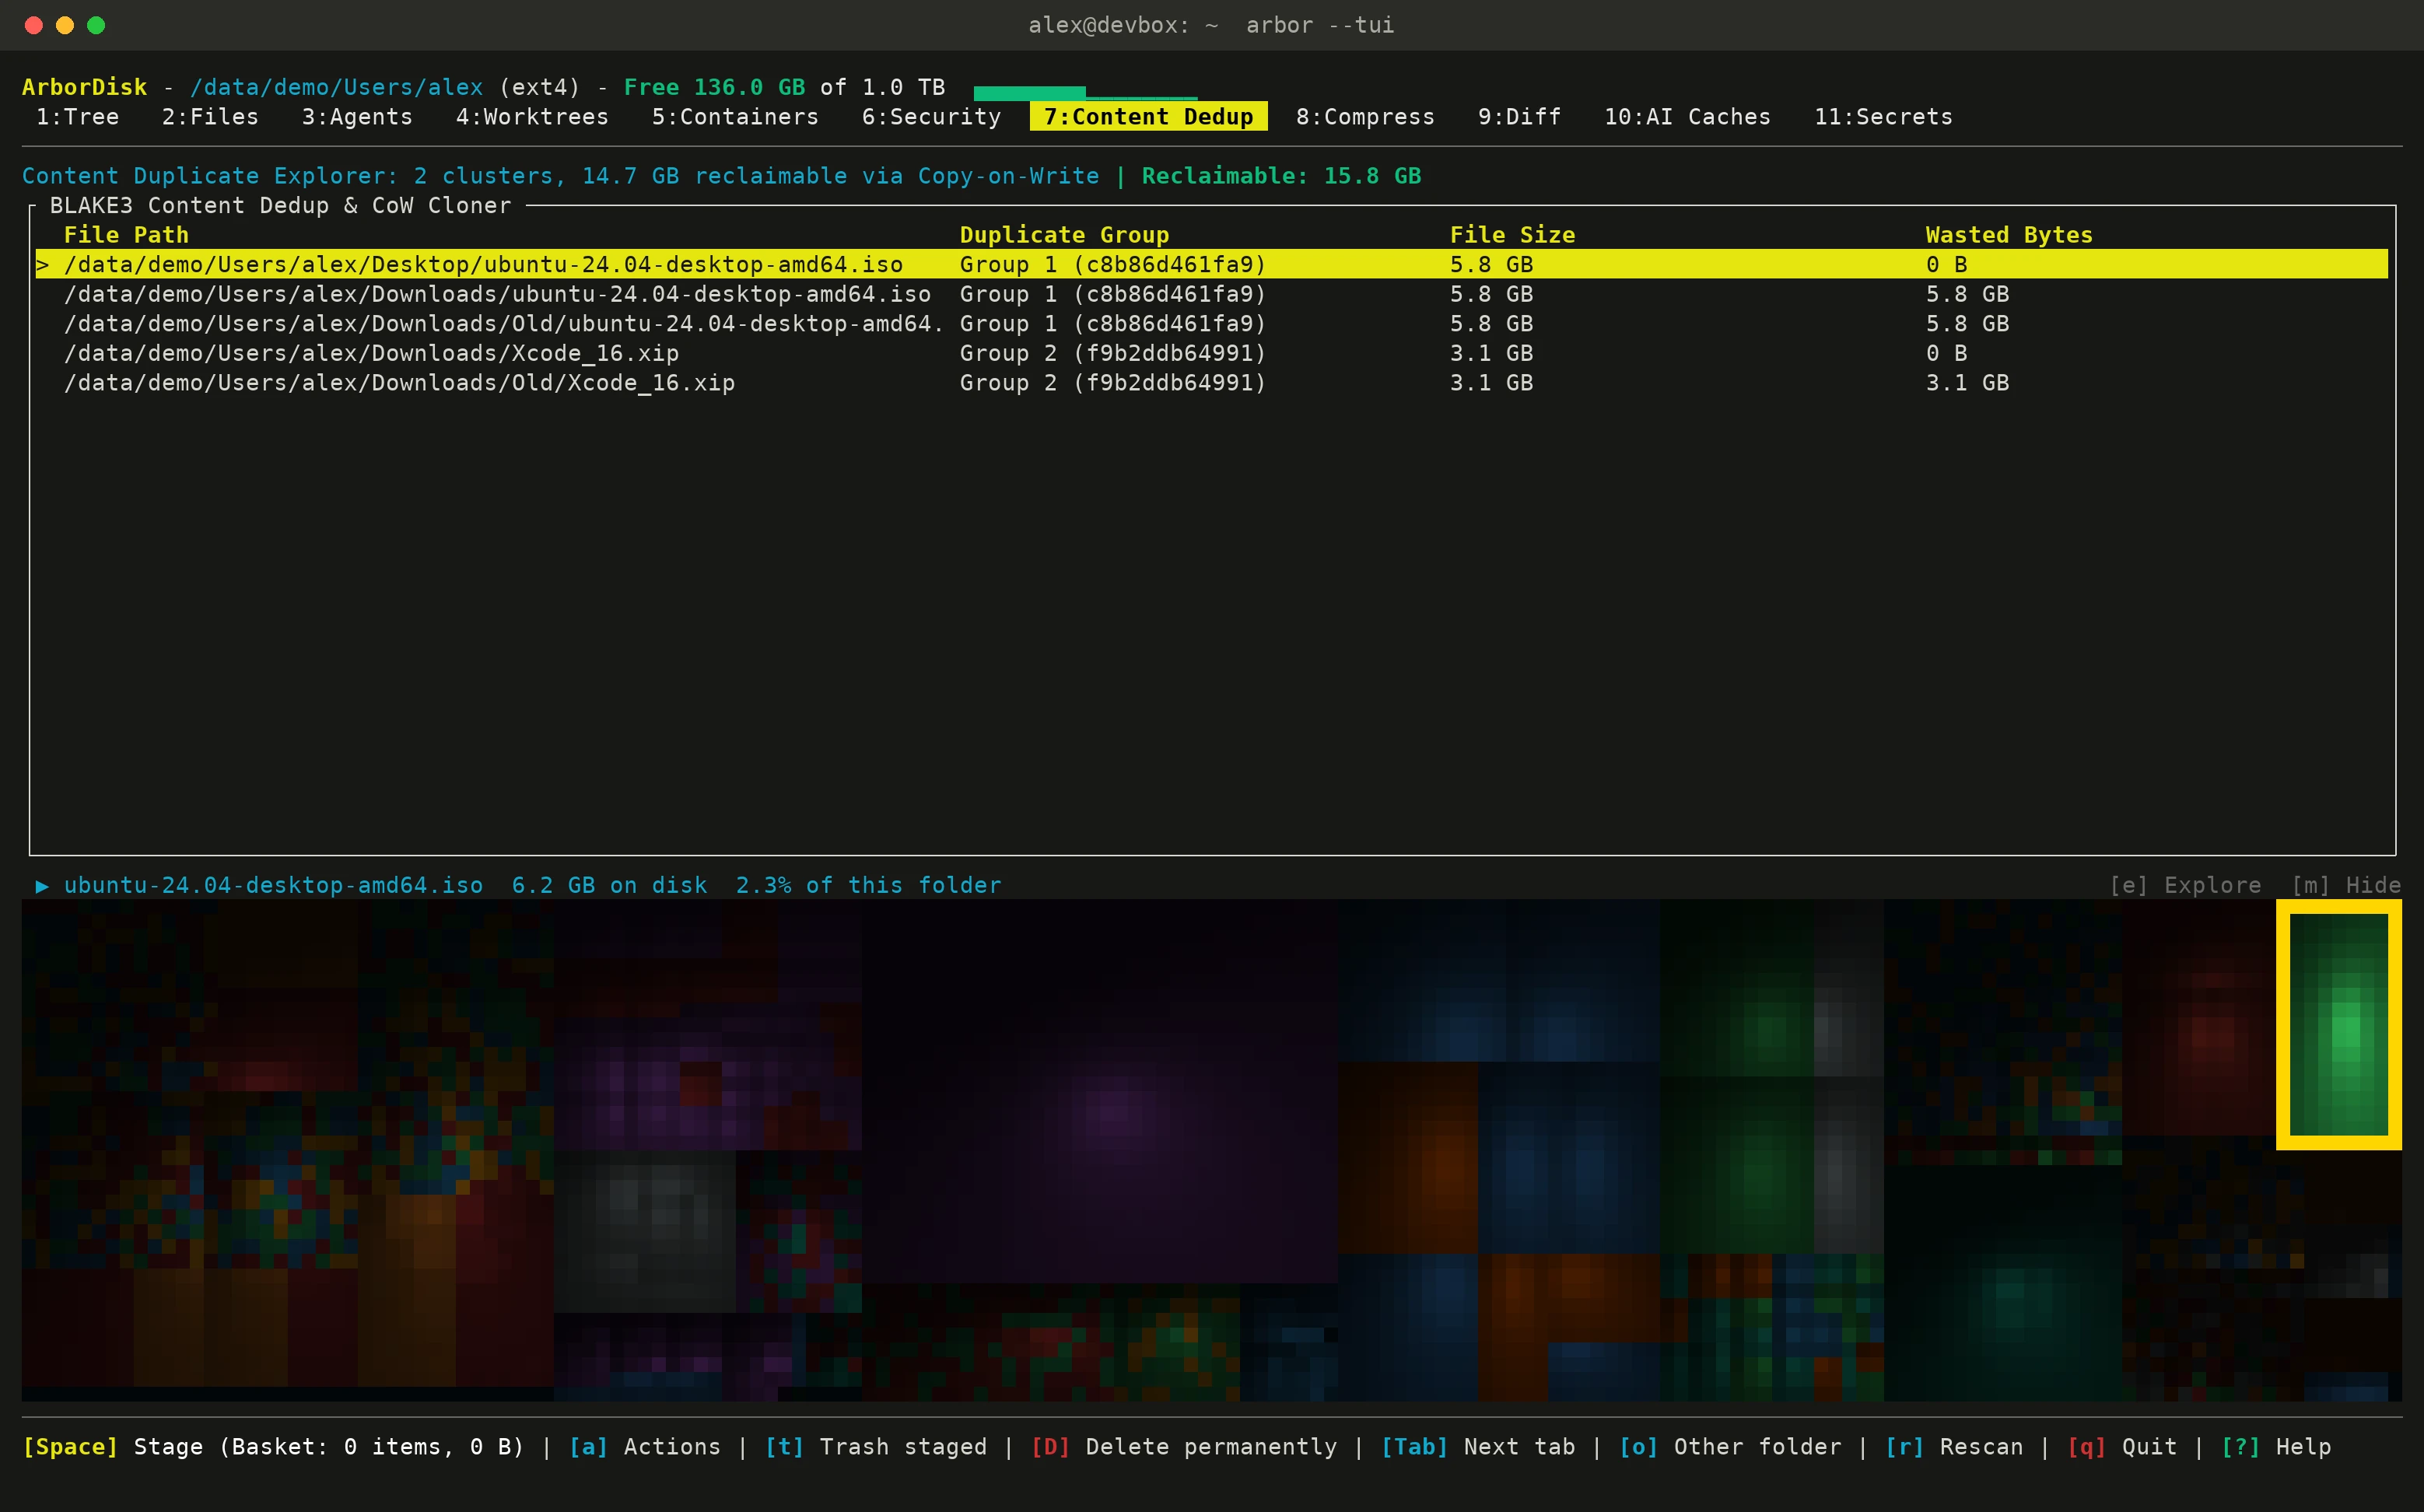 alex@devbox: ~  arbor --tui
ArborDisk - /data/demo/Users/alex (ext4) - Free 136.0 GB of 1.0 TB
1:Tree   2:Files   3:Agents   4:Worktrees   5:Containers   6:Security   7:Content Dedup   8:Compress   9:Diff   10:AI Caches   11:Secrets
Content Duplicate Explorer: 2 clusters, 14.7 GB reclaimable via Copy-on-Write | Reclaimable: 15.8 GB
BLAKE3 Content Dedup & CoW Cloner
File Path   Duplicate Group   File Size   Wasted Bytes
> /data/demo/Users/alex/Desktop/ubuntu-24.04-desktop-amd64.iso   Group 1 (c8b86d461fa9)   5.8 GB   0 B
/data/demo/Users/alex/Downloads/ubuntu-24.04-desktop-amd64.iso   Group 1 (c8b86d461fa9)   5.8 GB   5.8 GB
/data/demo/Users/alex/Downloads/Old/ubuntu-24.04-desktop-amd64.   Group 1 (c8b86d461fa9)   5.8 GB   5.8 GB
/data/demo/Users/alex/Downloads/Xcode_16.xip   Group 2 (f9b2ddb64991)   3.1 GB   0 B
/data/demo/Users/alex/Downloads/Old/Xcode_16.xip   Group 2 (f9b2ddb64991)   3.1 GB   3.1 GB
▶ ubuntu-24.04-desktop-amd64.iso  6.2 GB on disk  2.3% of this folder   [e] Explore  [m] Hide
[Space] Stage (Basket: 0 items, 0 B) | [a] Actions | [t] Trash staged | [D] Delete permanently | [Tab] Next tab | [o] Other folder | [r] Rescan | [q] Quit | [?] Help